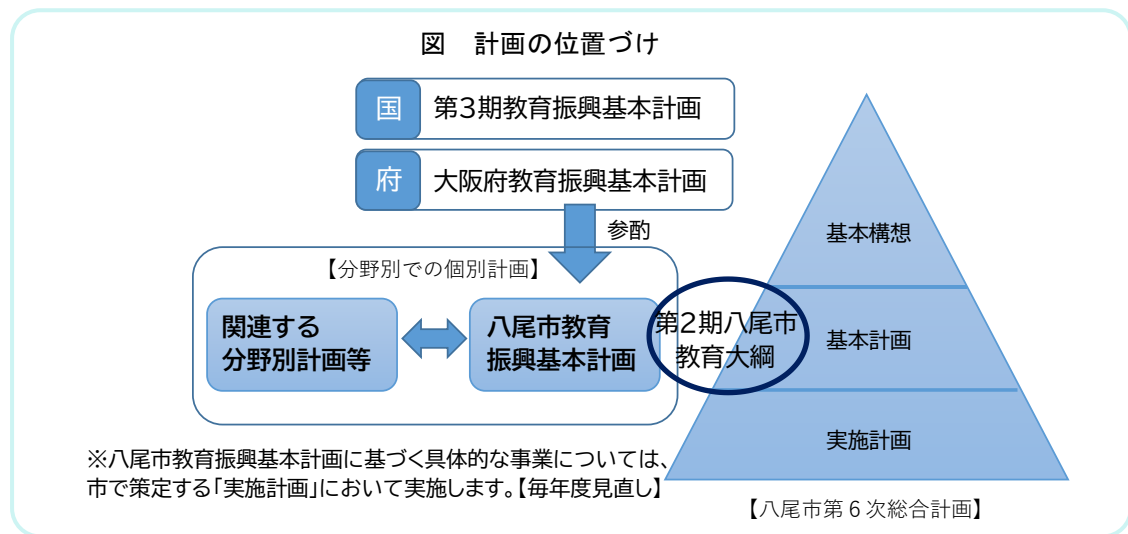 図　計画の位置づけ
国　第3期教育振興基本計画
府　大阪府教育振興基本計画
参酌
【分野別での個別計画】
関連する
分野別計画等
八尾市教育
振興基本計画
第2期八尾市
教育大綱
基本構想
基本計画
実施計画
※八尾市教育振興基本計画に基づく具体的な事業については、
市で策定する「実施計画」において実施します。【毎年度見直し】
【八尾市第６次総合計画】